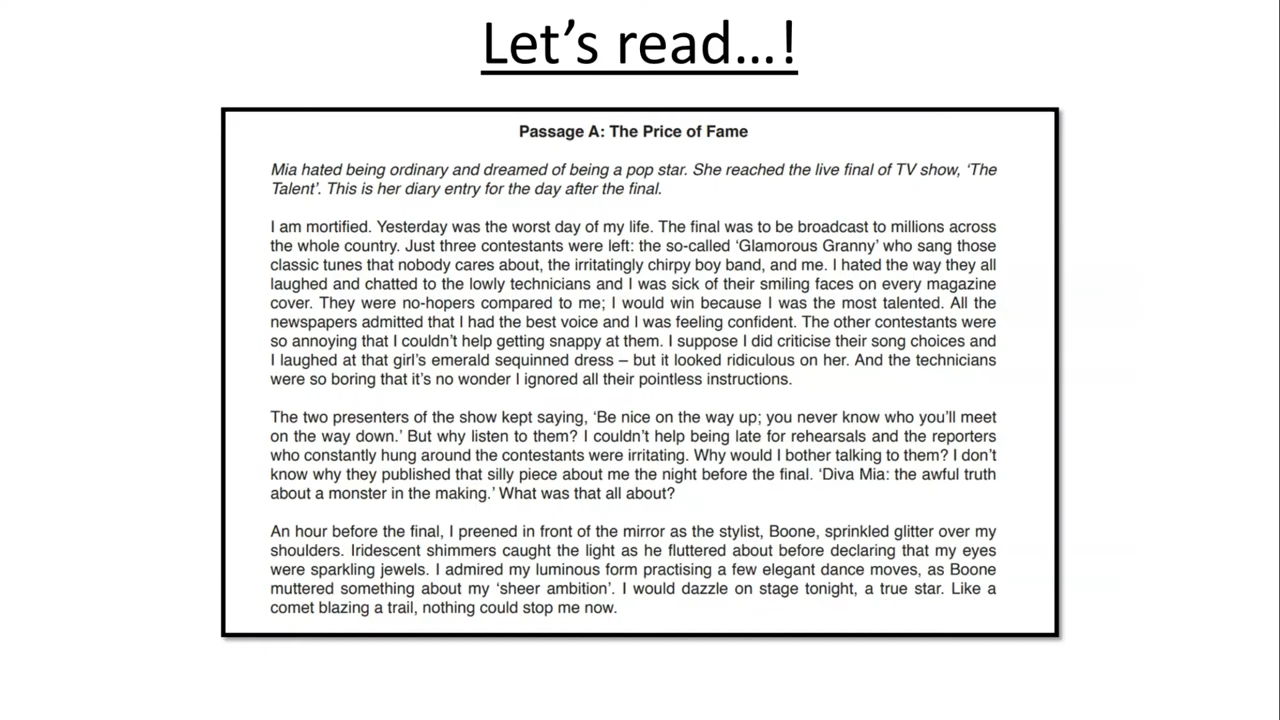 Let’s read…!
Passage A: The Price of Fame
Mia hated being ordinary and dreamed of being a pop star. She reached the live final of TV show, ‘The
Talent’. This is her diary entry for the day after the final.
I am mortified. Yesterday was the worst day of my life. The final was to be broadcast to millions across
the whole country. Just three contestants were left: the so-called ‘Glamorous Granny’ who sang those
classic tunes that nobody cares about, the irritatingly chirpy boy band, and me. I hated the way they all
laughed and chatted to the lowly technicians and I was sick of their smiling faces on every magazine
cover. They were no-hopers compared to me; I would win because I was the most talented. All the
newspapers admitted that I had the best voice and I was feeling confident. The other contestants were
so annoying that I couldn’t help getting snappy at them. I suppose I did criticise their song choices and
I laughed at that girl’s emerald sequinned dress – but it looked ridiculous on her. And the technicians
were so boring that it’s no wonder I ignored all their pointless instructions.
The two presenters of the show kept saying, ‘Be nice on the way up; you never know who you’ll meet
on the way down.’ But why listen to them? I couldn’t help being late for rehearsals and the reporters
who constantly hung around the contestants were irritating. Why would I bother talking to them? I don’t
know why they published that silly piece about me the night before the final. ‘Diva Mia: the awful truth
about a monster in the making.’ What was that all about?
An hour before the final, I preened in front of the mirror as the stylist, Boone, sprinkled glitter over my
shoulders. Iridescent shimmers caught the light as he fluttered about before declaring that my eyes
were sparkling jewels. I admired my luminous form practising a few elegant dance moves, as Boone
muttered something about my ‘sheer ambition’. I would dazzle on stage tonight, a true star. Like a
comet blazing a trail, nothing could stop me now.